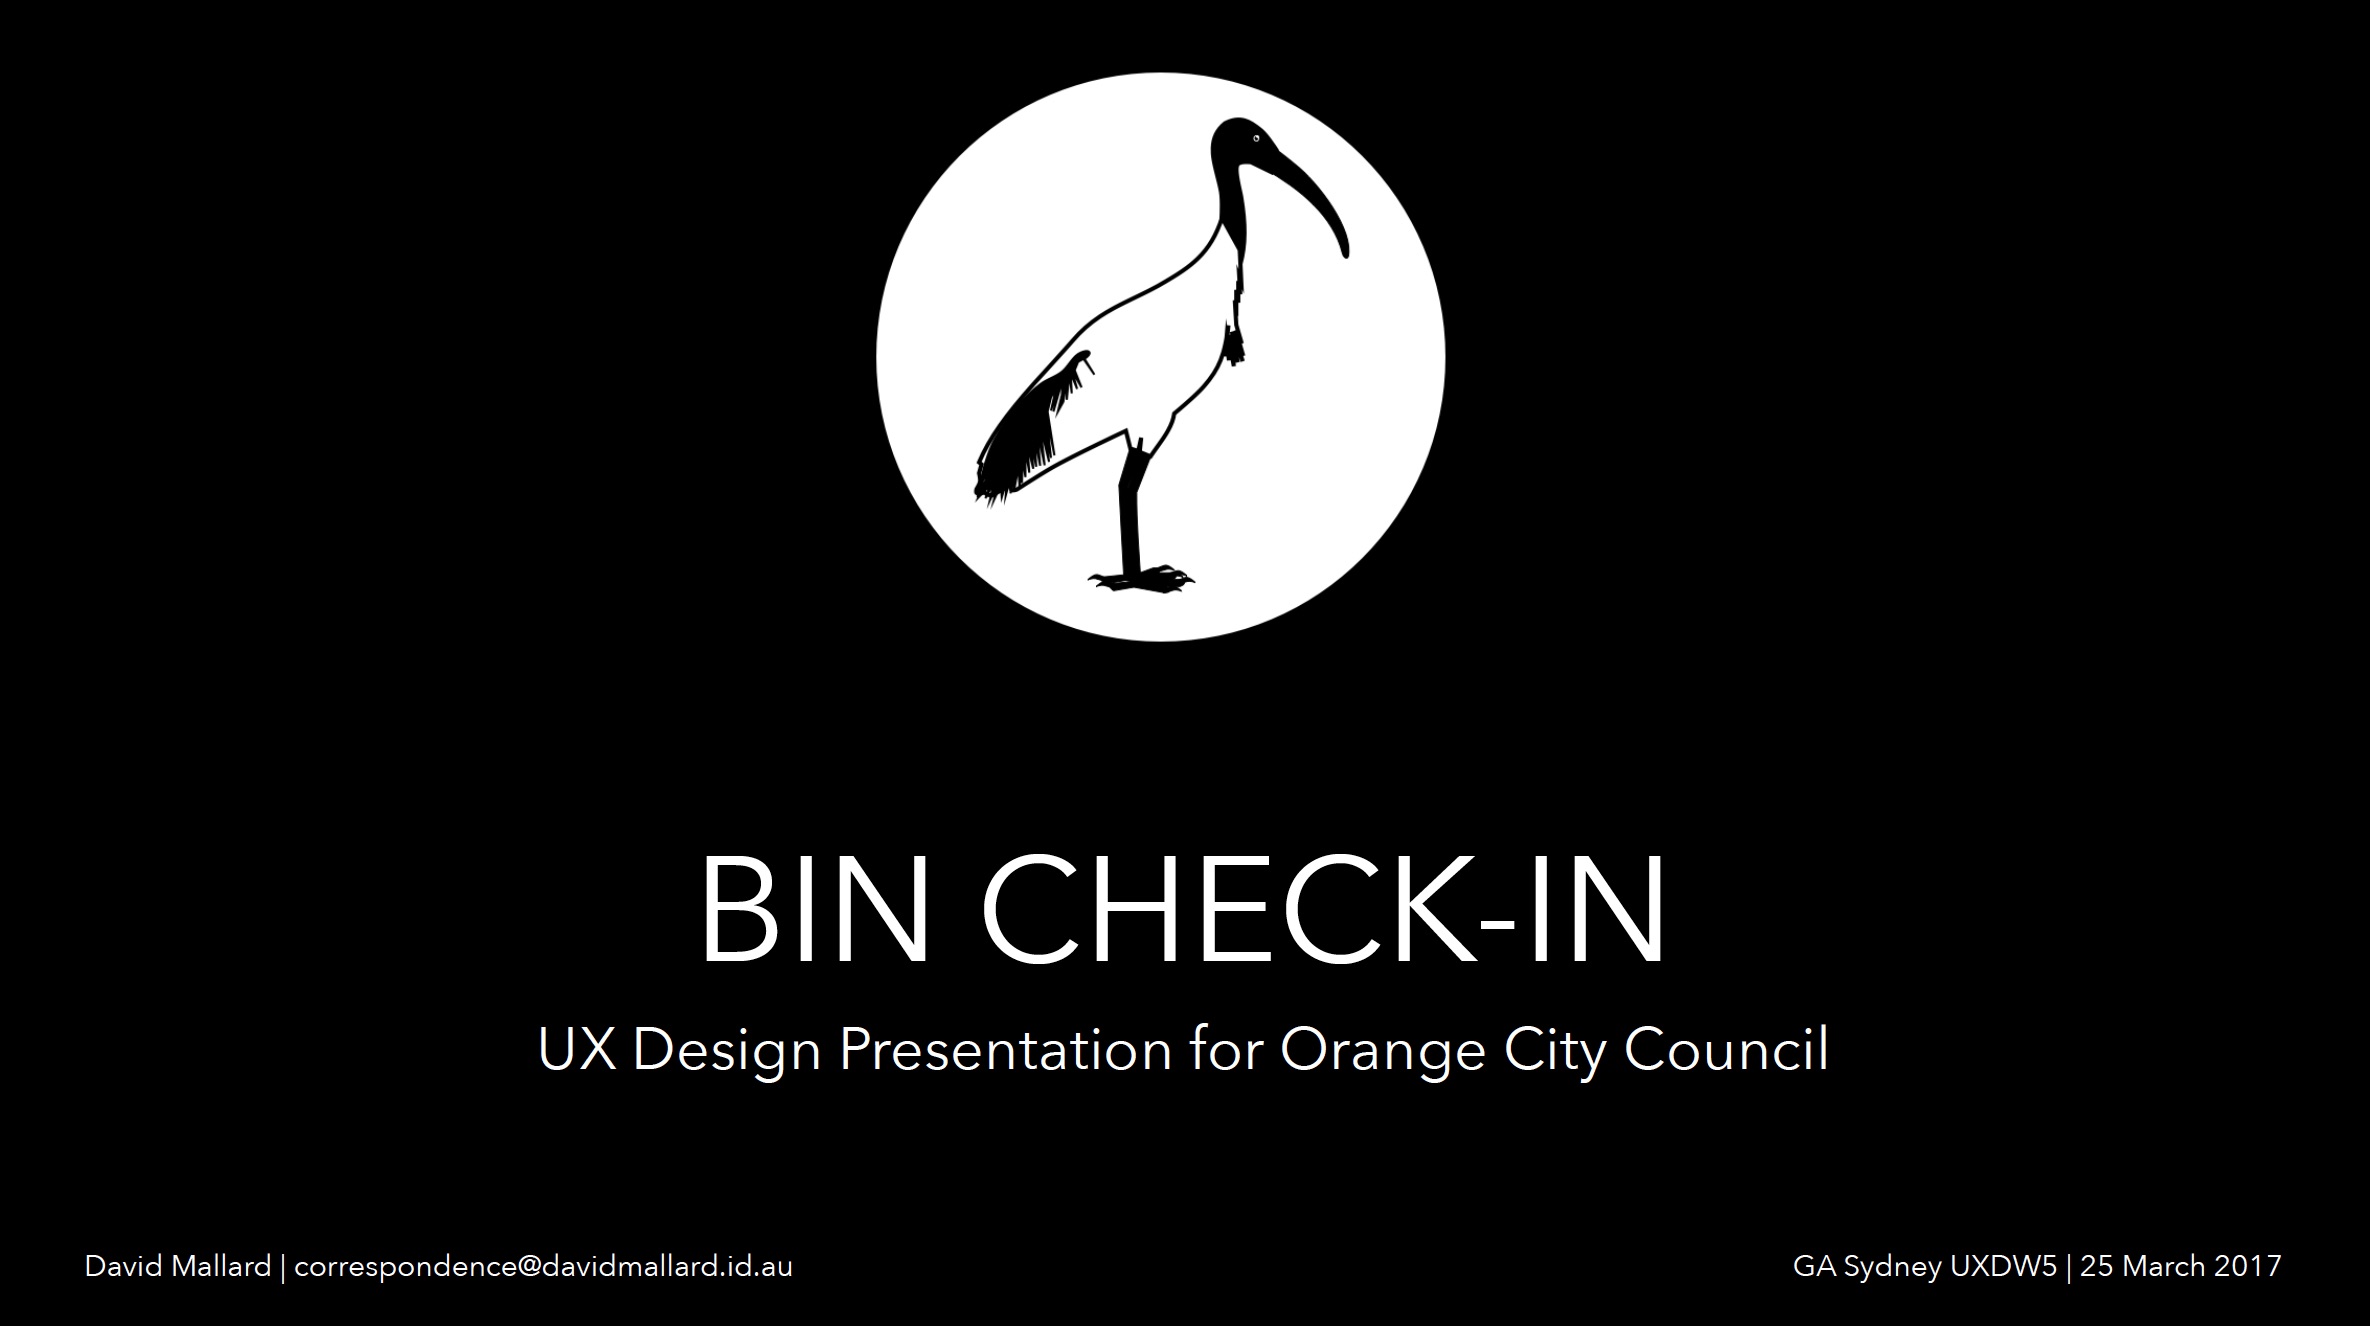 BIN CHECK-IN
UX Design Presentation for Orange City Council
David Mallard | correspondence@davidmallard.id.au
GA Sydney UXDW5 | 25 March 2017